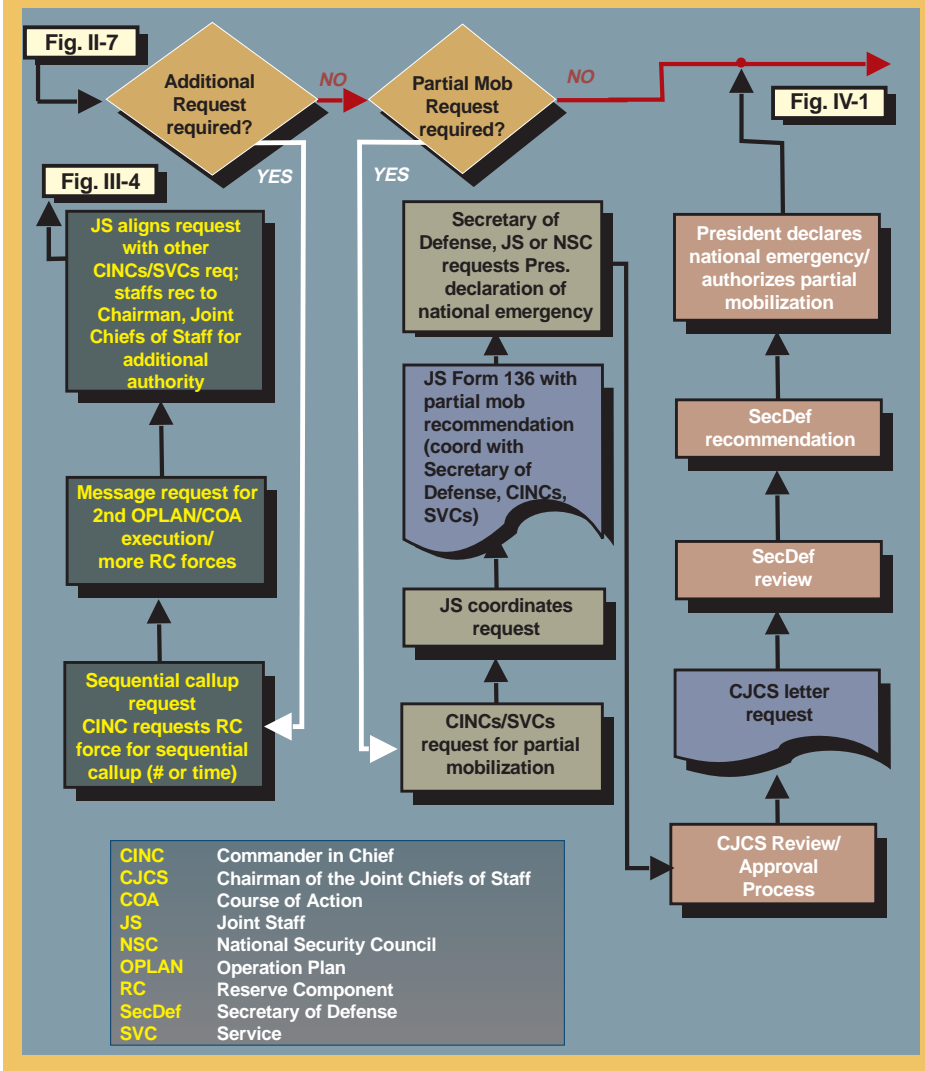 Fig. II-7
Additional
Request
required?
NO
YES
Partial Mob
Request
required?
NO
YES
Fig. IV-1
Fig. III-4
JS aligns request
with other
CINCs/SVCs req;
staffs rec to
Chairman, Joint
Chiefs of Staff for
additional
authority
Message request for
2nd OPLAN/COA
execution/
more RC forces
Sequential callup
request
CINC requests RC
force for sequential
callup (# or time)
Secretary of
Defense, JS or NSC
requests Pres.
declaration of
national emergency
JS Form 136 with
partial mob
recommendation
(coord with
Secretary of
Defense, CINCs,
SVCs)
JS coordinates
request
CINCs/SVCs
request for partial
mobilization
President declares
national emergency/
authorizes partial
mobilization
SecDef
recommendation
SecDef
review
CJCS letter
request
CJCS Review/
Approval
Process
CINC Commander in Chief
CJCS Chairman of the Joint Chiefs of Staff
COA Course of Action
JS Joint Staff
NSC National Security Council
OPLAN Operation Plan
RC Reserve Component
SecDef Secretary of Defense
SVC Service